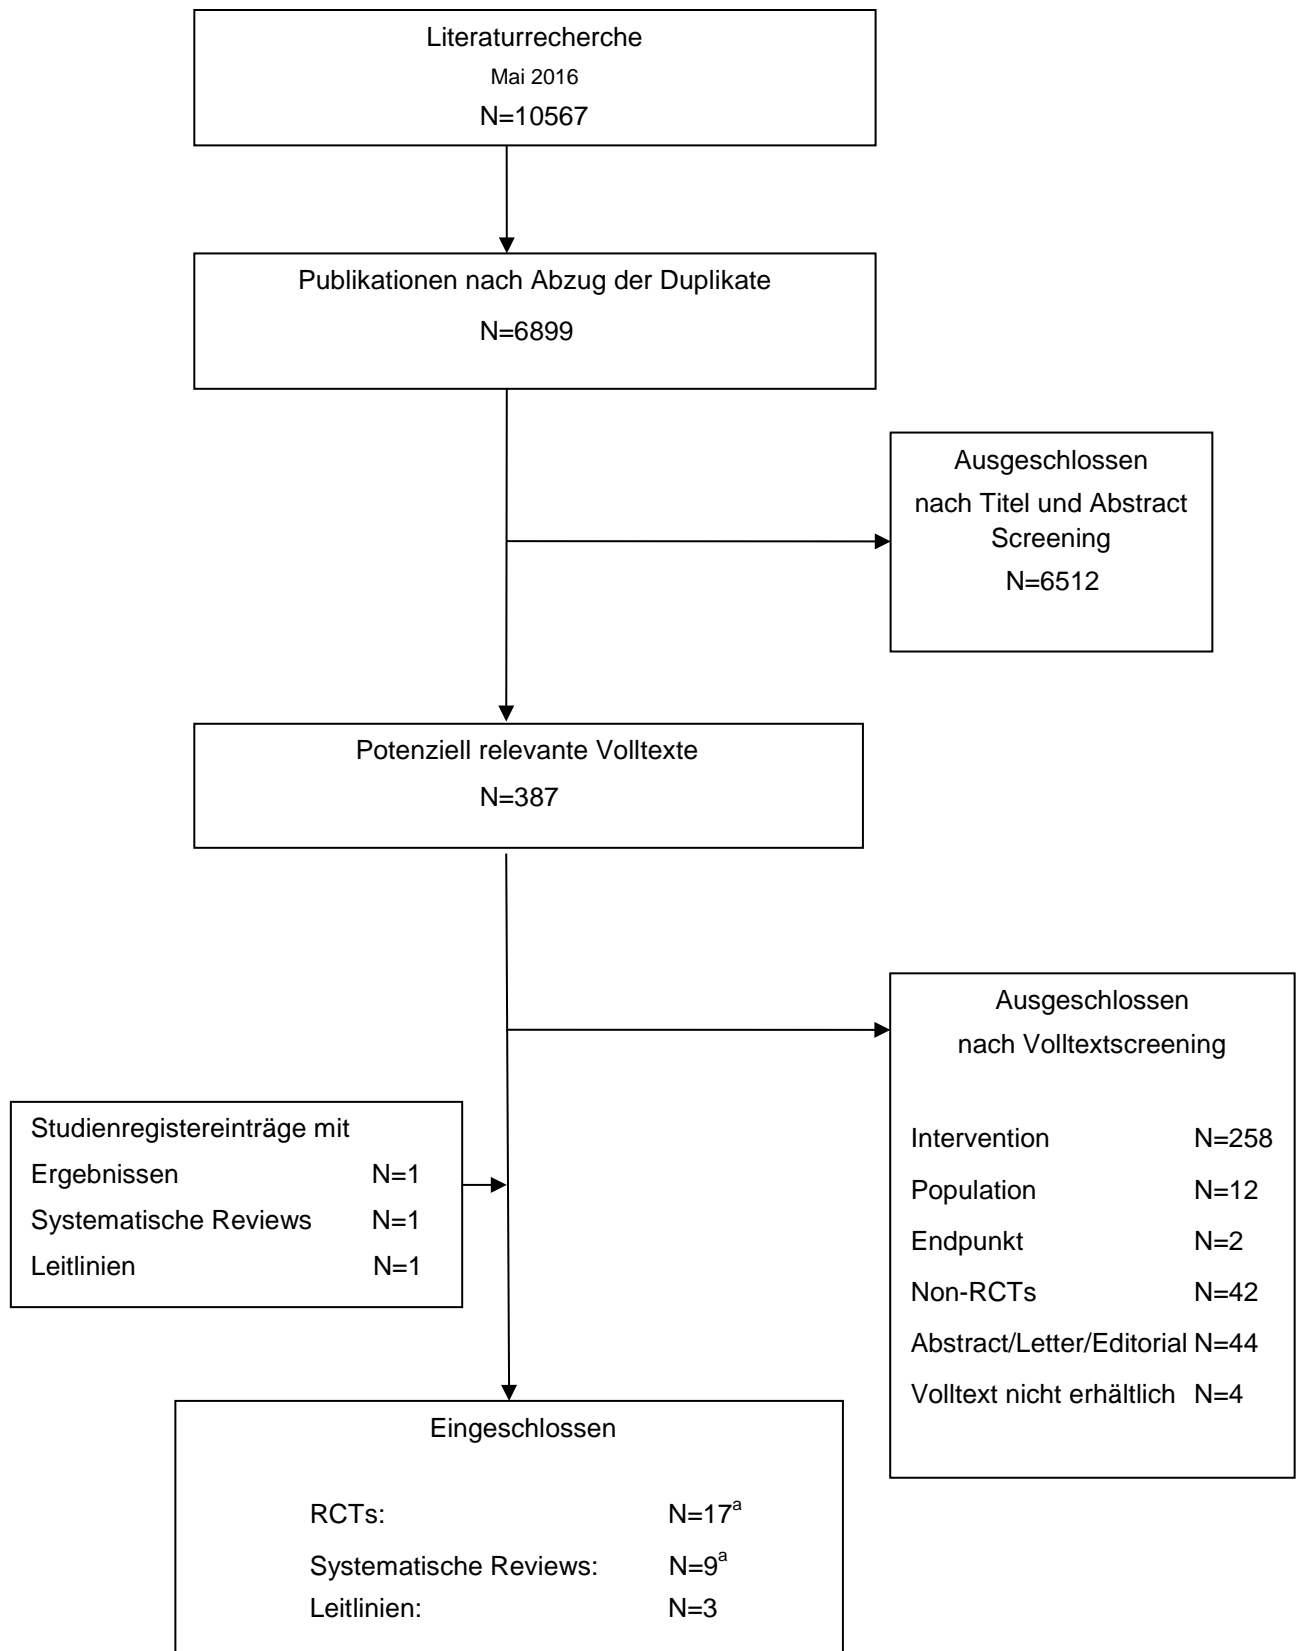 Literaturrecherche
Mai 2016
N=10567
Publikationen nach Abzug der Duplikate
N=6899
Ausgeschlossen
nach Titel und Abstract
Screening
N=6512
Potenziell relevante Volltexte
N=387
Ausgeschlossen
nach Volltextscreening
Intervention N=258
Population N=12
Endpunkt N=2
Non-RCTs N=42
Abstract/Letter/Editorial N=44
Volltext nicht erhältlich N=4
Studienregistereinträge mit
Ergebnissen N=1
Systematische Reviews N=1
Leitlinien N=1
Eingeschlossen
RCTs: N=17ᵃ
Systematische Reviews: N=9ᵃ
Leitlinien: N=3